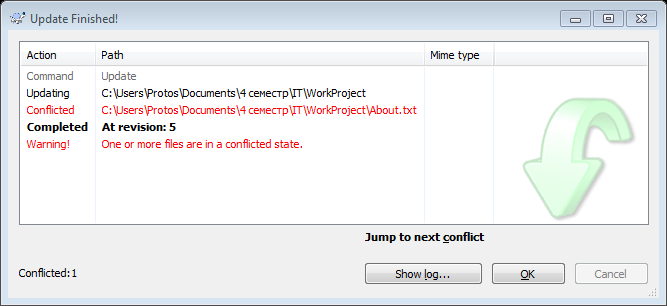 Update Finished!
Action Path Mime type
Command Update
Updating C:\Users\Protos\Documents\4 семестр\IT\WorkProject
Conflicted C:\Users\Protos\Documents\4 семестр\IT\WorkProject\About.txt
Completed At revision: 5
Warning! One or more files are in a conflicted state.
Jump to next conflict
Conflicted:1 Show log... OK Cancel